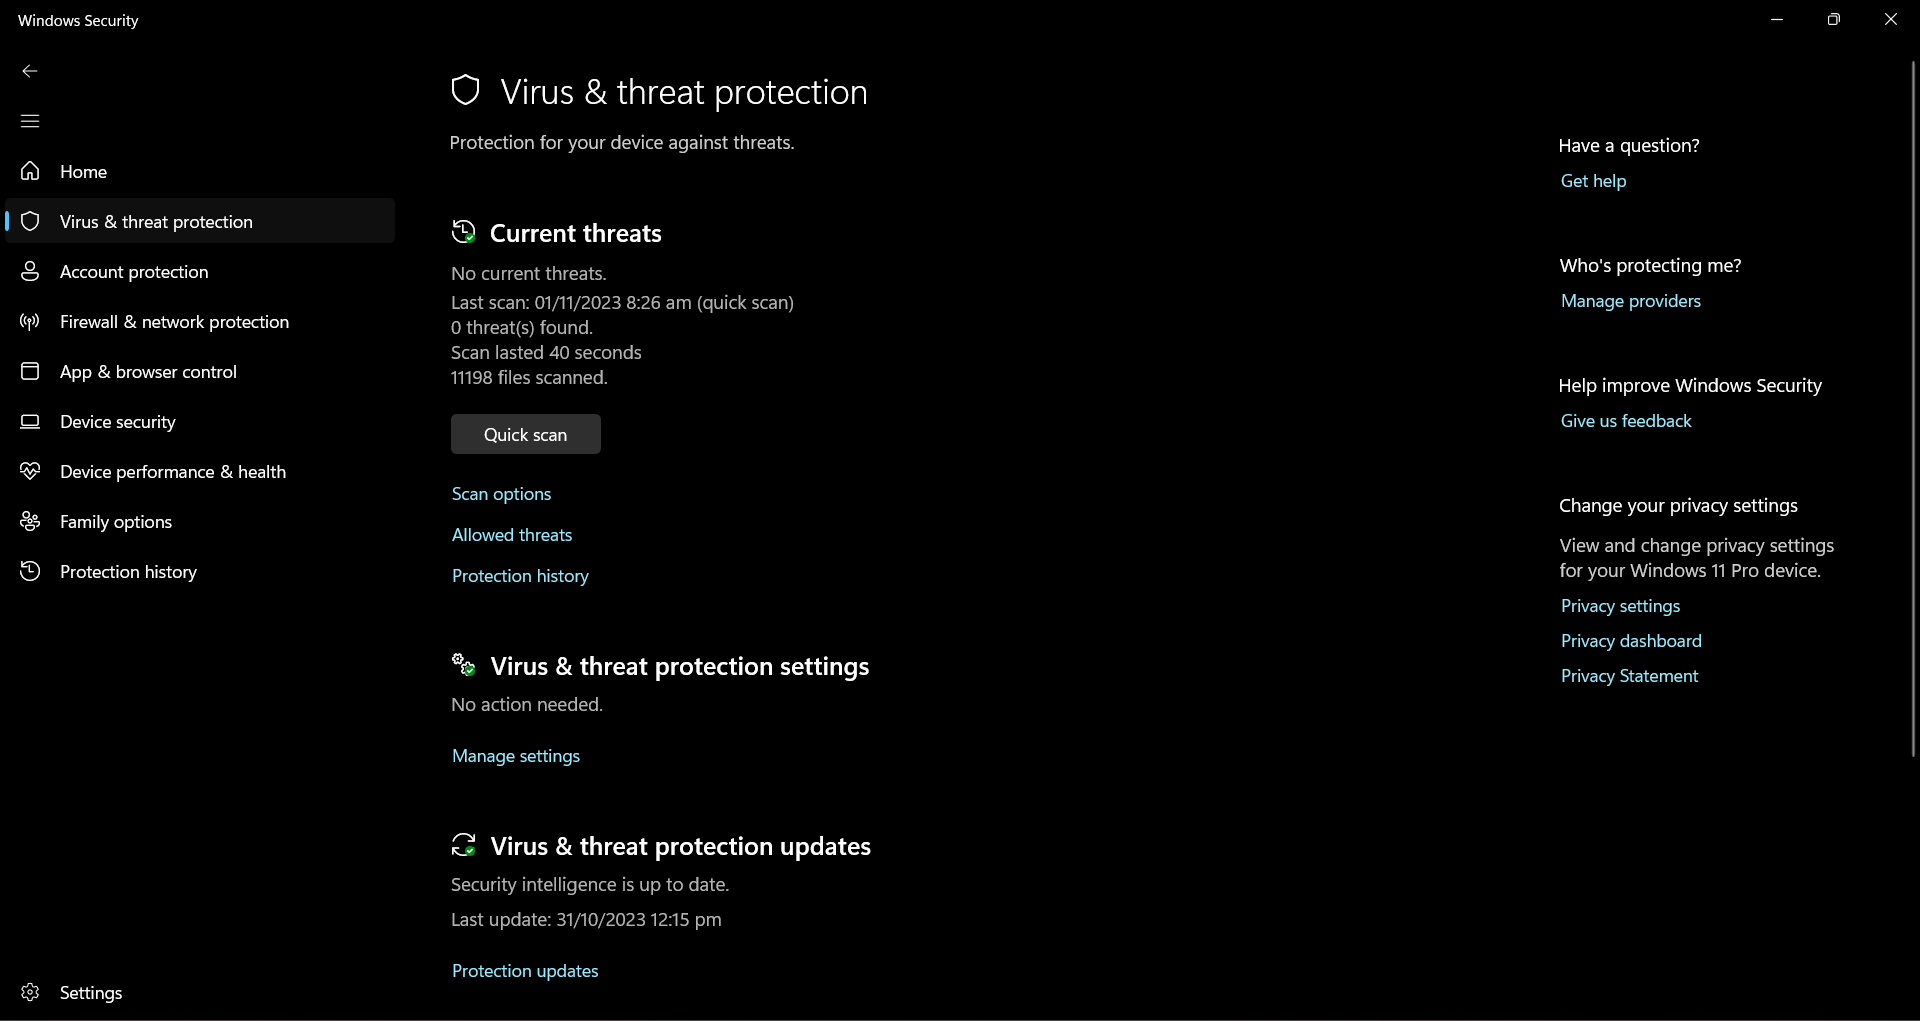 Windows Security
Home
Virus & threat protection
Account protection
Firewall & network protection
App & browser control
Device security
Device performance & health
Family options
Protection history
Settings
Virus & threat protection
Protection for your device against threats.
Current threats
No current threats.
Last scan: 01/11/2023 8:26 am (quick scan)
0 threat(s) found.
Scan lasted 40 seconds
11198 files scanned.
Quick scan
Scan options
Allowed threats
Protection history
Virus & threat protection settings
No action needed.
Manage settings
Virus & threat protection updates
Security intelligence is up to date.
Last update: 31/10/2023 12:15 pm
Protection updates
Have a question?
Get help
Who's protecting me?
Manage providers
Help improve Windows Security
Give us feedback
Change your privacy settings
View and change privacy settings
for your Windows 11 Pro device.
Privacy settings
Privacy dashboard
Privacy Statement